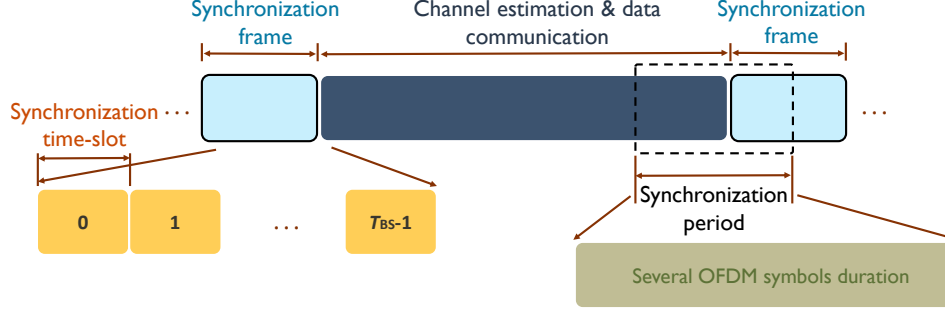 Synchronization
frame
Channel estimation & data
communication
Synchronization
frame
Synchronization
time-slot
...
...
0
1
...
TBS-1
Synchronization
period
Several OFDM symbols duration